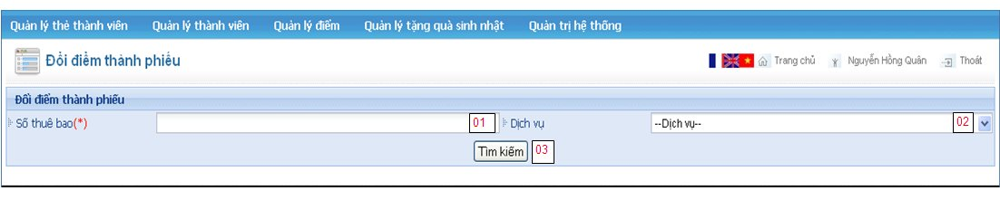 Quản lý thẻ thành viên Quản lý thành viên Quản lý điểm Quản lý tặng quà sinh nhật Quản trị hệ thống
Đổi điểm thành phiếu Trang chủ Nguyễn Hồng Quân Thoát
Đổi điểm thành phiếu
Số thuê bao(*) 01 Dịch vụ --Dịch vụ-- 02
Tìm kiếm 03